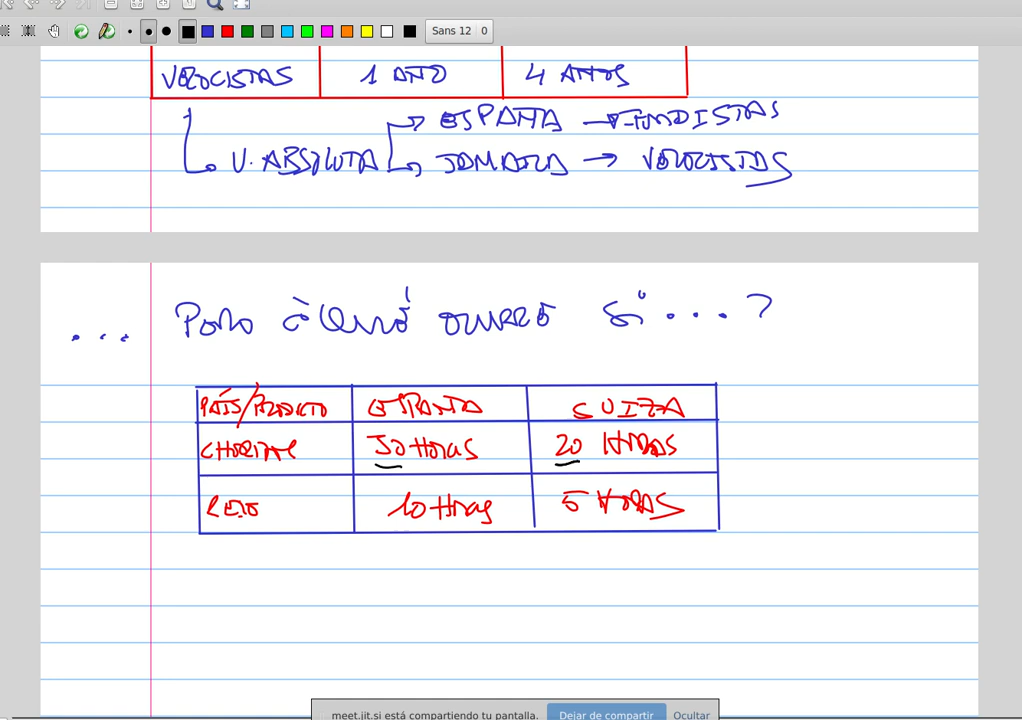 Sans 12 0
VELOCISTAS 1 AÑO 4 AÑOS
V. ABSOLUTA ESPAÑA → FONDISTAS
JAMAICA → VELOCISTAS
... Pero ¿Qué ocurre si...?
PAÍS/PRODUCTO ESPAÑA SUIZA
CHORIZO 30 HORAS 20 HORAS
RELOJ 10 HORAS 5 HORAS
meet.jit.si está compartiendo tu pantalla. Dejar de compartir Ocultar